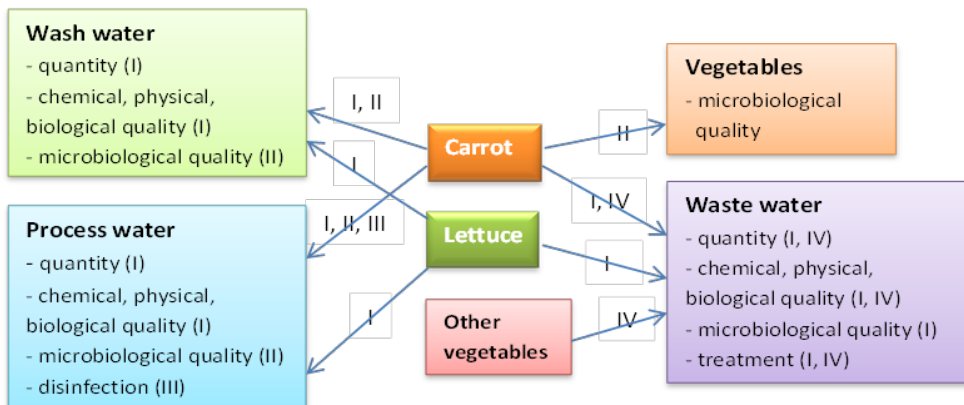 Wash water
- quantity (I)
- chemical, physical,
biological quality (I)
- microbiological quality (II)
I, II
I
Carrot
II
Vegetables
- microbiological
quality
Process water
- quantity (I)
- chemical, physical,
biological quality (I)
- microbiological quality (II)
- disinfection (III)
I, II, III
I
Lettuce
I, IV
I
Other
vegetables
IV
Waste water
- quantity (I, IV)
- chemical, physical,
biological quality (I, IV)
- microbiological quality (I)
- treatment (I, IV)